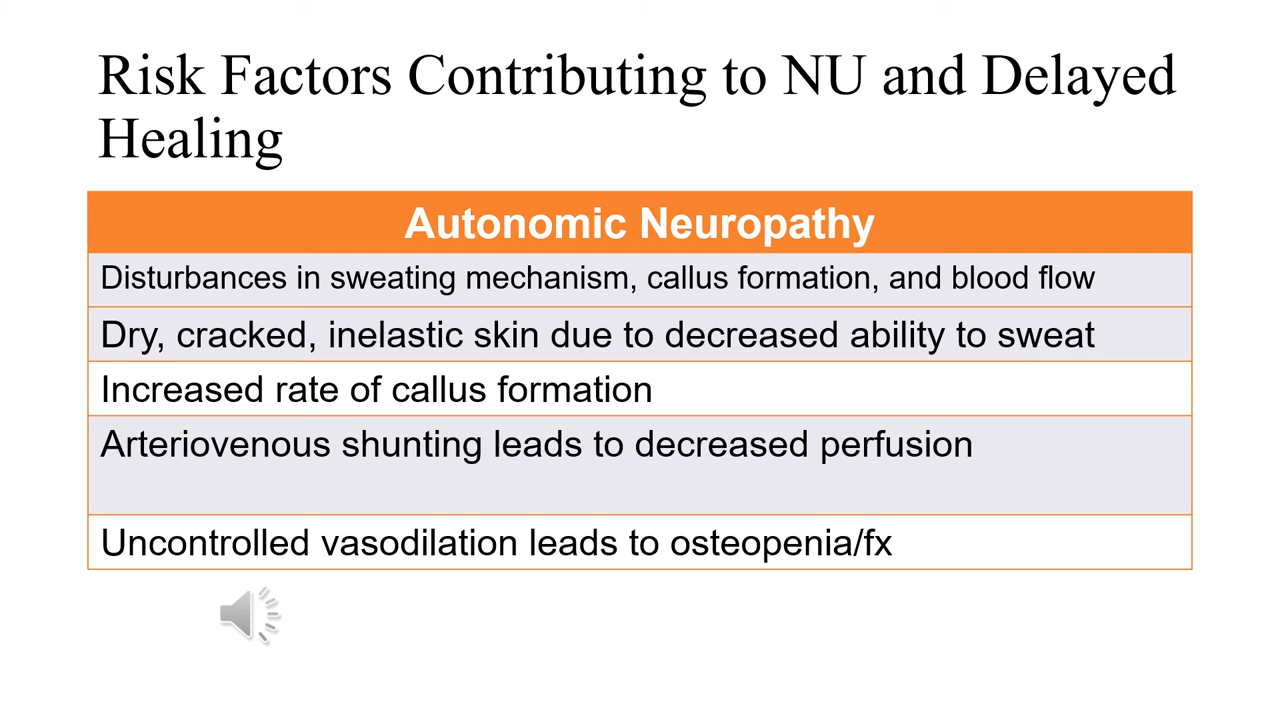 Risk Factors Contributing to NU and Delayed
Healing
Autonomic Neuropathy
Disturbances in sweating mechanism, callus formation, and blood flow
Dry, cracked, inelastic skin due to decreased ability to sweat
Increased rate of callus formation
Arteriovenous shunting leads to decreased perfusion
Uncontrolled vasodilation leads to osteopenia/fx